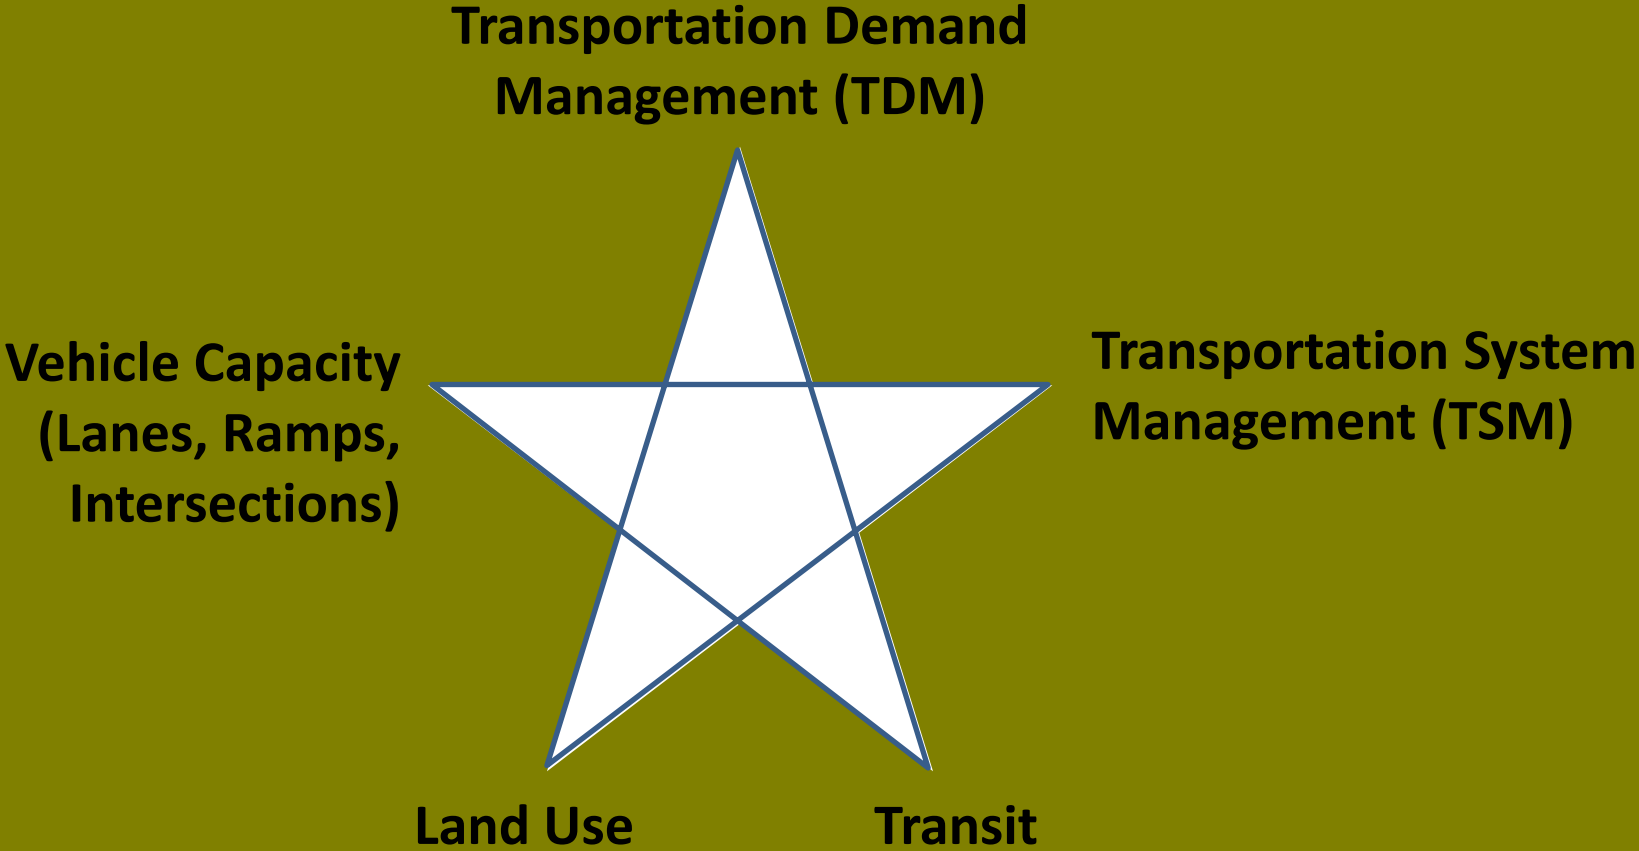 Transportation Demand
Management (TDM)
Vehicle Capacity
(Lanes, Ramps,
Intersections)
Transportation System
Management (TSM)
Land Use
Transit